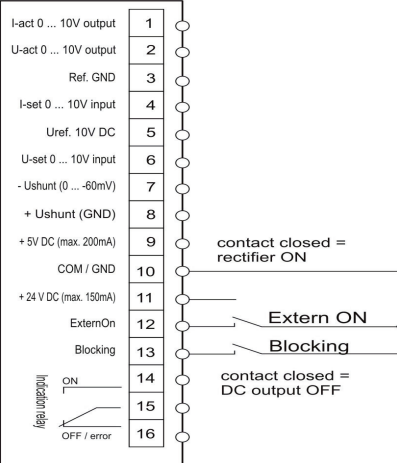 I-act 0 ... 10V output 1
U-act 0 ... 10V output 2
Ref. GND 3
I-set 0 ... 10V input 4
Uref. 10V DC 5
U-set 0 ... 10V input 6
- Ushunt (0 ... -60mV) 7
+ Ushunt (GND) 8
+ 5V DC (max. 200mA) 9
contact closed =
rectifier ON
COM / GND 10
+ 24 V DC (max. 150mA) 11
ExternOn 12 Extern ON
Blocking 13 Blocking
contact closed =
DC output OFF
Indication relay
ON 14
15
OFF / error 16